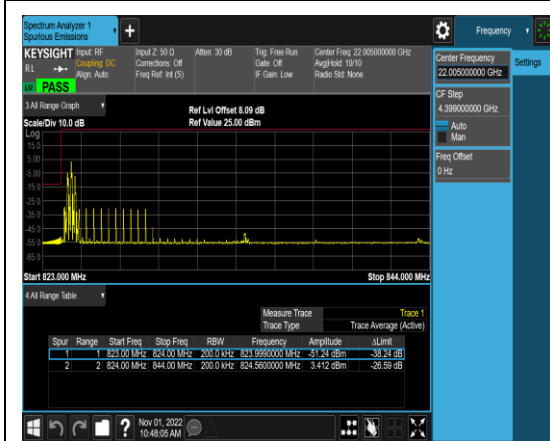 Spectrum Analyzer 1
Spurious Emissions
Frequency
KEYSIGHT Input: RF Input Z: 50 Ω Atten: 30 dB Trig: Free Run Center Freq: 22.005000000 GHz
RL Coupling: DC Corrections: Off Gate: Off Avg|Hold: 10/10
Align: Auto Freq Ref: Int (S) IF Gain: Low Radio Std: None
PASS
Center Frequency
22.005000000 GHz
Settings
CF Step
4.399000000 GHz
Auto
Man
Freq Offset
0 Hz
3 All Range Graph
Ref Lvl Offset 8.09 dB
Scale/Div 10.0 dB Ref Value 25.00 dBm
Log
15.0
5.00
-5.00
-15.0
-25.0
-35.0
-45.0
-55.0
-65.0
Start 823.000 MHz Stop 844.000 MHz
4 All Range Table
Measure Trace Trace 1
Trace Type Trace Average (Active)
Spur Range Start Freq Stop Freq RBW Frequency Amplitude ΔLimit
1 1 823.00 MHz 824.00 MHz 200.0 kHz 823.9990000 MHz -51.24 dBm -38.24 dB
2 2 824.00 MHz 844.00 MHz 200.0 kHz 824.5600000 MHz 3.412 dBm -26.59 dB
Nov 01, 2022
10:48:05 AM